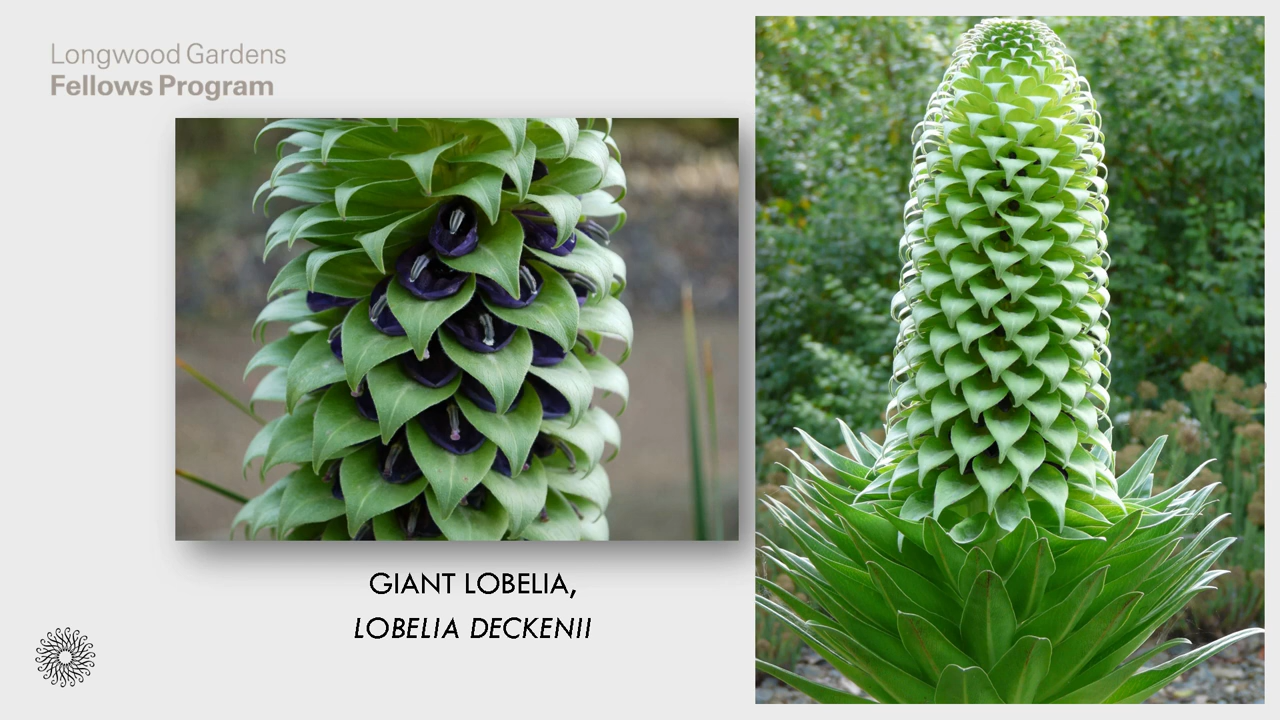 Longwood Gardens
Fellows Program
GIANT LOBELIA,
LOBELIA DECKENII